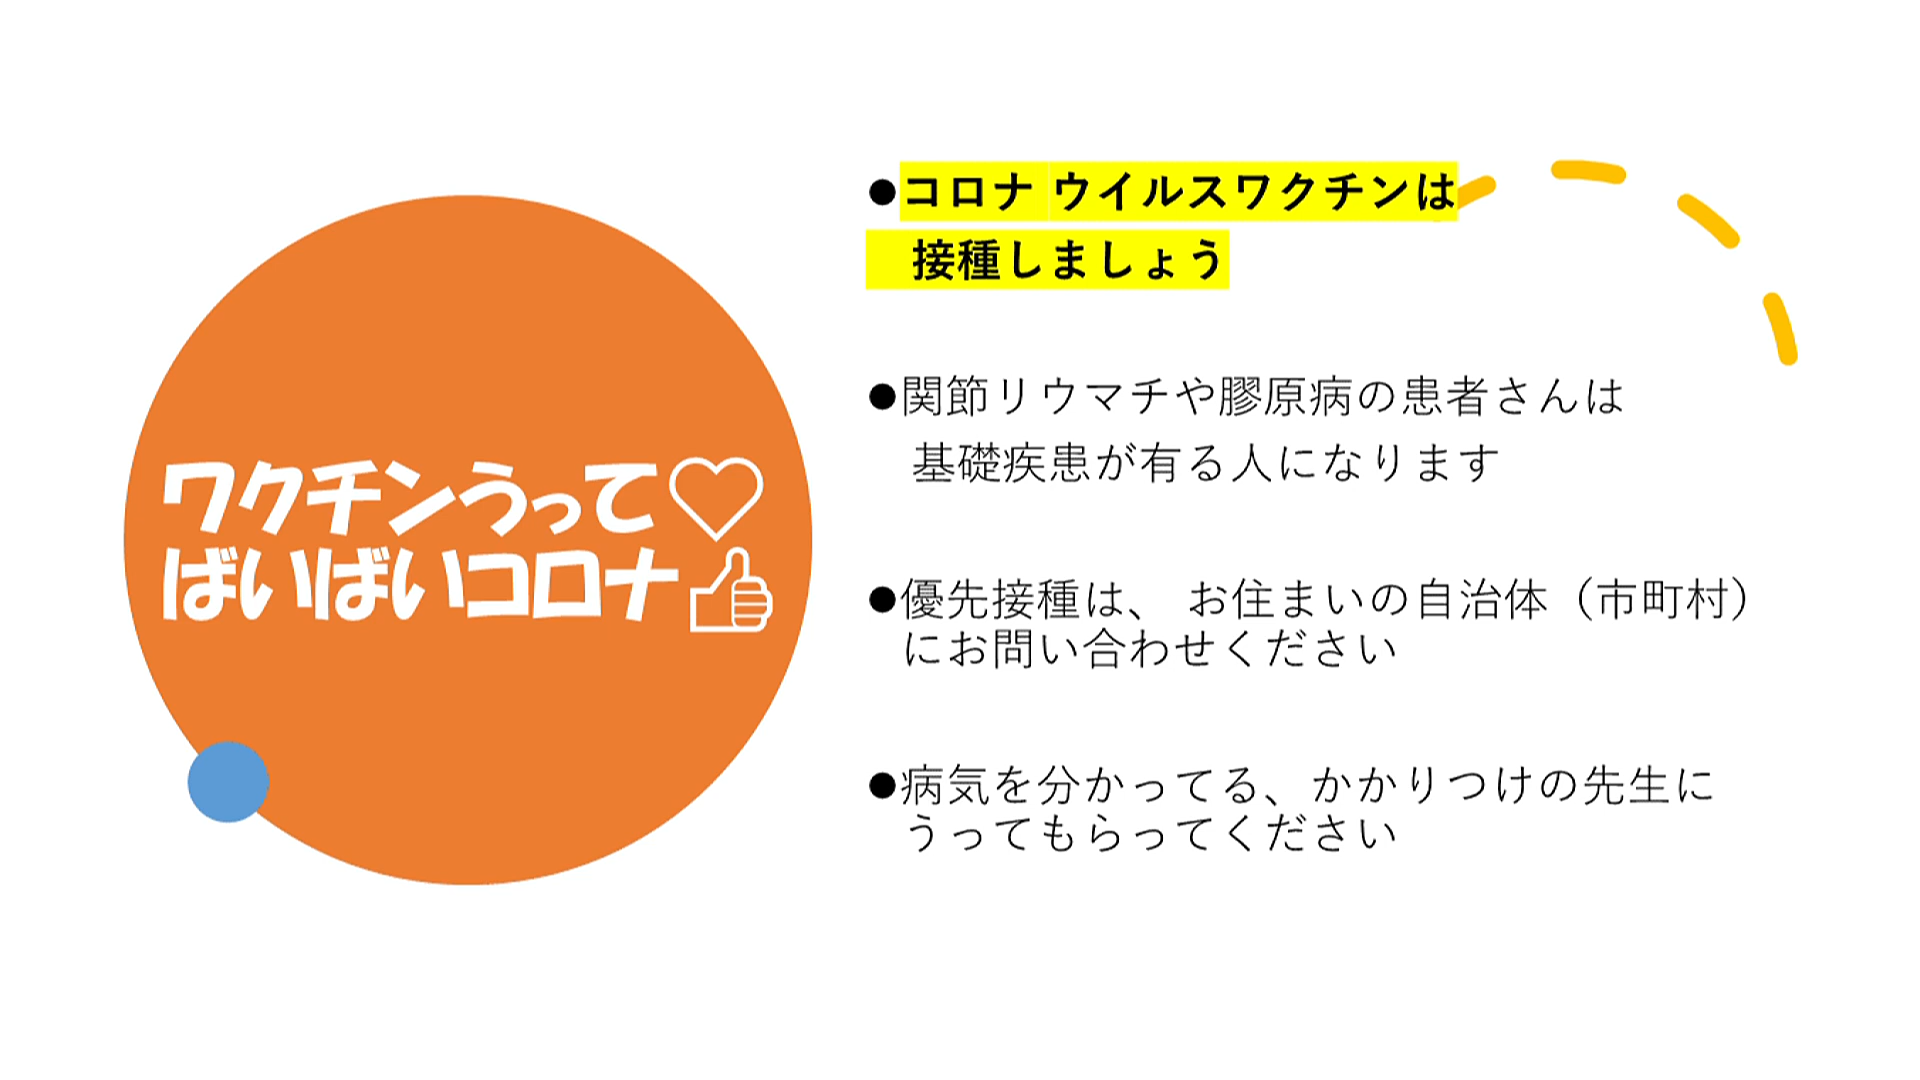 ワクチンうって♡
ばいばいコロナ👍
●コロナ ウイルスワクチンは
接種しましょう
●関節リウマチや膠原病の患者さんは
基礎疾患が有る人になります
●優先接種は、 お住まいの自治体（市町村）
にお問い合わせください
●病気を分かってる、かかりつけの先生に
うってもらってください